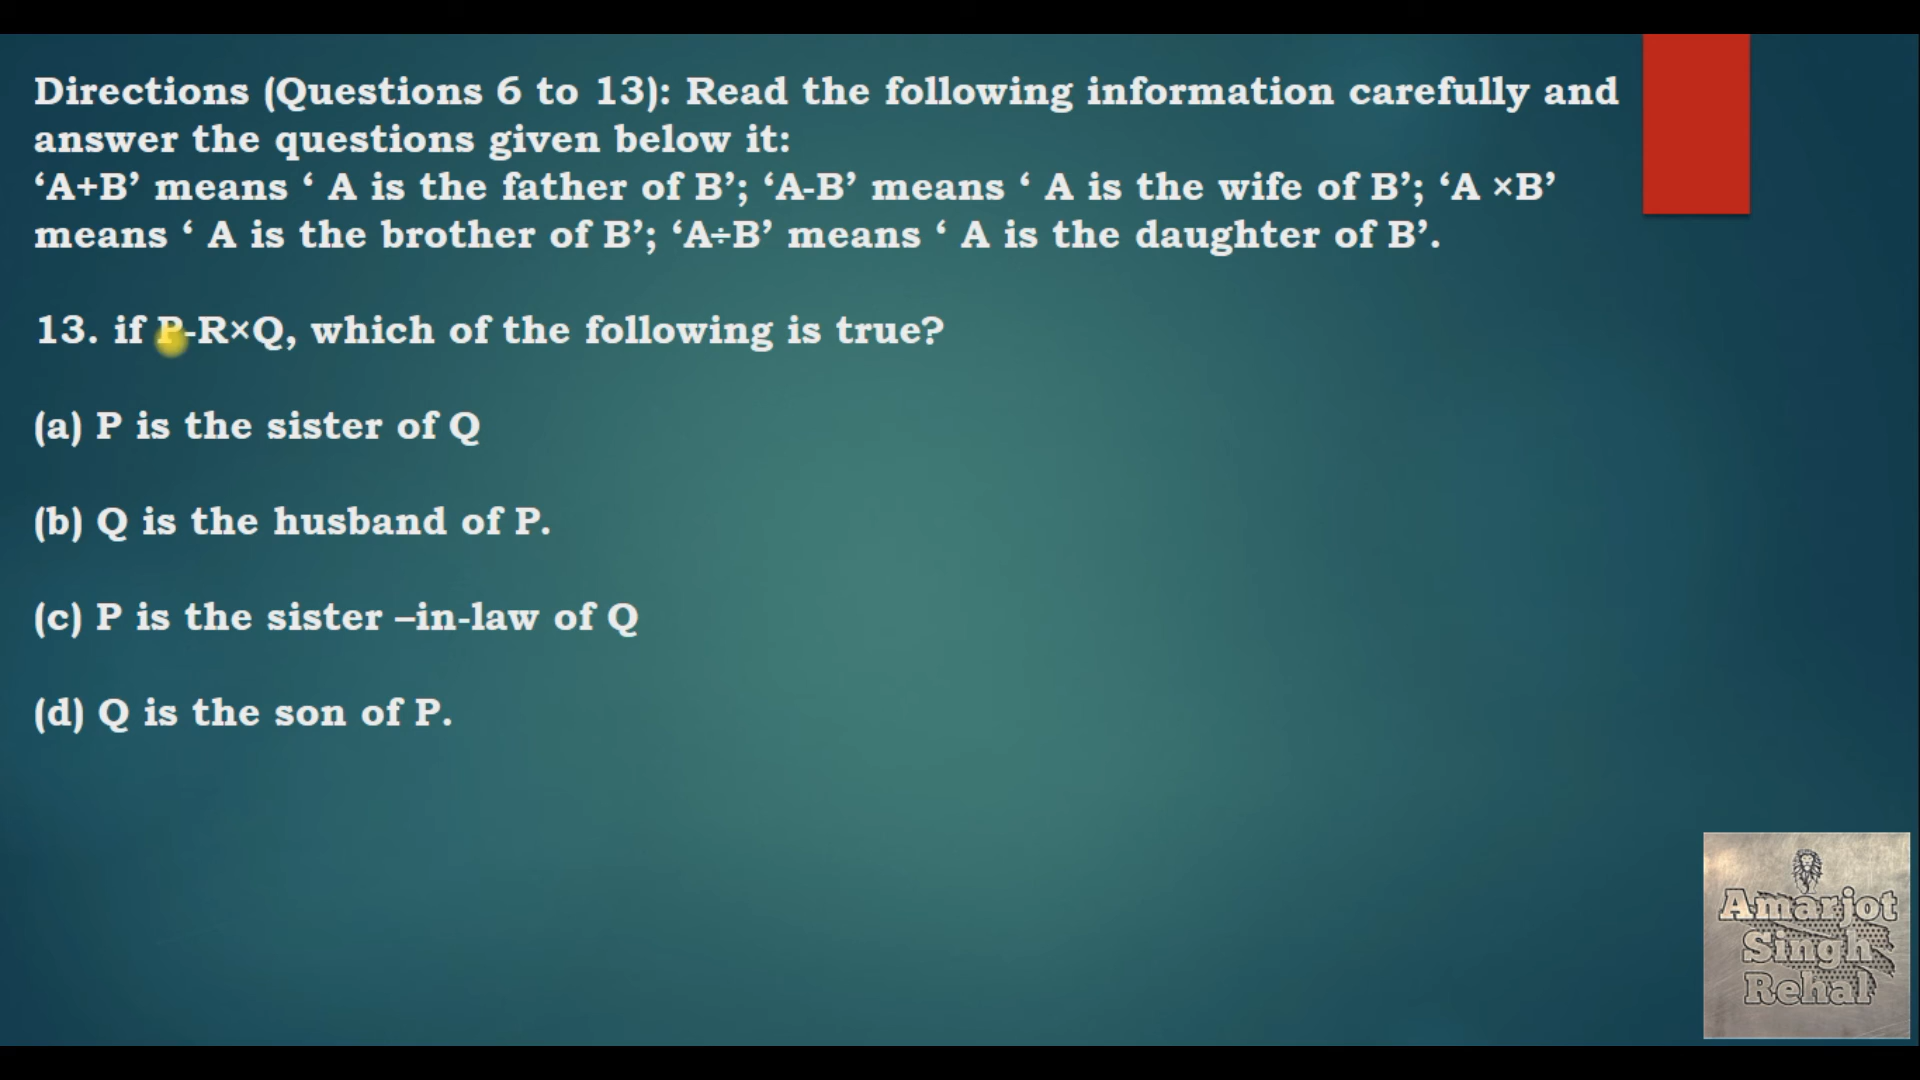 Directions (Questions 6 to 13): Read the following information carefully and
answer the questions given below it:
‘A+B’ means ‘ A is the father of B’; ‘A-B’ means ‘ A is the wife of B’; ‘A ×B’
means ‘ A is the brother of B’; ‘A÷B’ means ‘ A is the daughter of B’.
13. if P-R×Q, which of the following is true?
(a) P is the sister of Q
(b) Q is the husband of P.
(c) P is the sister –in-law of Q
(d) Q is the son of P.
Amarjot
Singh
Rehal